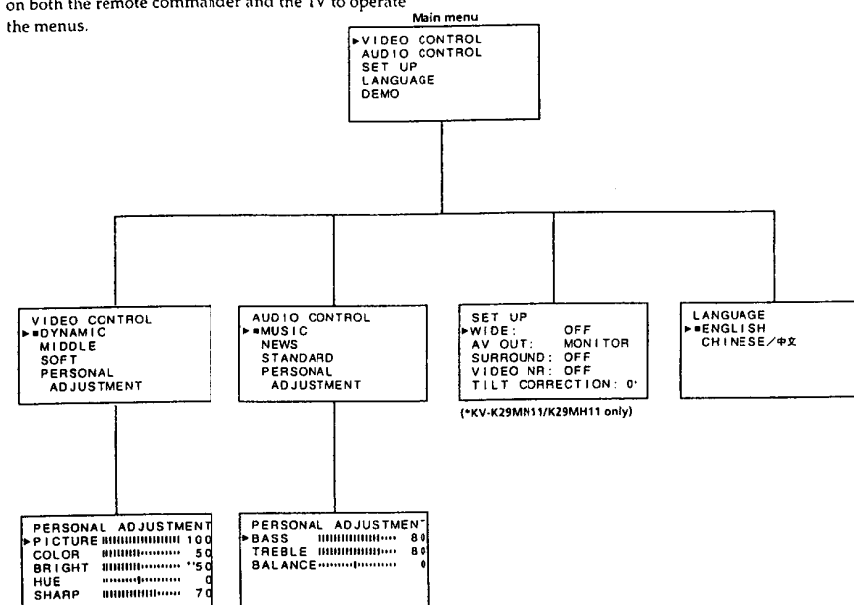 on both the remote commander and the TV to operate
the menus.
Main menu
▶VIDEO CONTROL
AUDIO CONTROL
SET UP
LANGUAGE
DEMO
VIDEO CONTROL
▶■DYNAMIC
MIDDLE
SOFT
PERSONAL
ADJUSTMENT
AUDIO CONTROL
▶■MUSIC
NEWS
STANDARD
PERSONAL
ADJUSTMENT
SET UP
▶WIDE: OFF
AV OUT: MONITOR
SURROUND: OFF
VIDEO NR: OFF
TILT CORRECTION: 0*
(*KV-K29MN11/K29MH11 only)
LANGUAGE
▶■ENGLISH
CHINESE/中文
PERSONAL ADJUSTMENT
▶PICTURE 100
COLOR 50
BRIGHT 50
HUE 0
SHARP 70
PERSONAL ADJUSTMENT
▶BASS 80
TREBLE 80
BALANCE 0